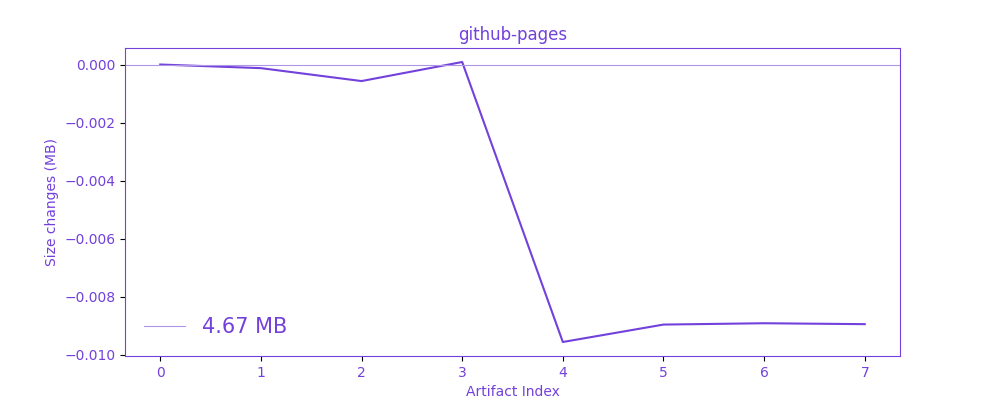 github-pages
Size changes (MB)
0.000
−0.002
−0.004
−0.006
−0.008
−0.010
4.67 MB
0 1 2 3 4 5 6 7
Artifact Index